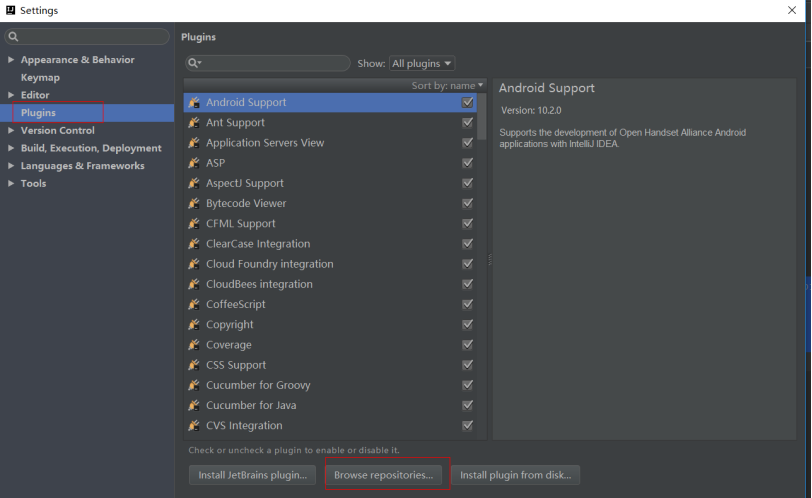 Settings
Plugins
Show: All plugins
Appearance & Behavior
Keymap
Editor
Plugins
Version Control
Build, Execution, Deployment
Languages & Frameworks
Tools
Sort by: name
Android Support
Ant Support
Application Servers View
ASP
AspectJ Support
Bytecode Viewer
CFML Support
ClearCase Integration
Cloud Foundry integration
CloudBees integration
CoffeeScript
Copyright
Coverage
CSS Support
Cucumber for Groovy
Cucumber for Java
CVS Integration
Android Support
Version: 10.2.0
Supports the development of Open Handset Alliance Android
applications with IntelliJ IDEA.
Check or uncheck a plugin to enable or disable it.
Install JetBrains plugin... Browse repositories... Install plugin from disk...